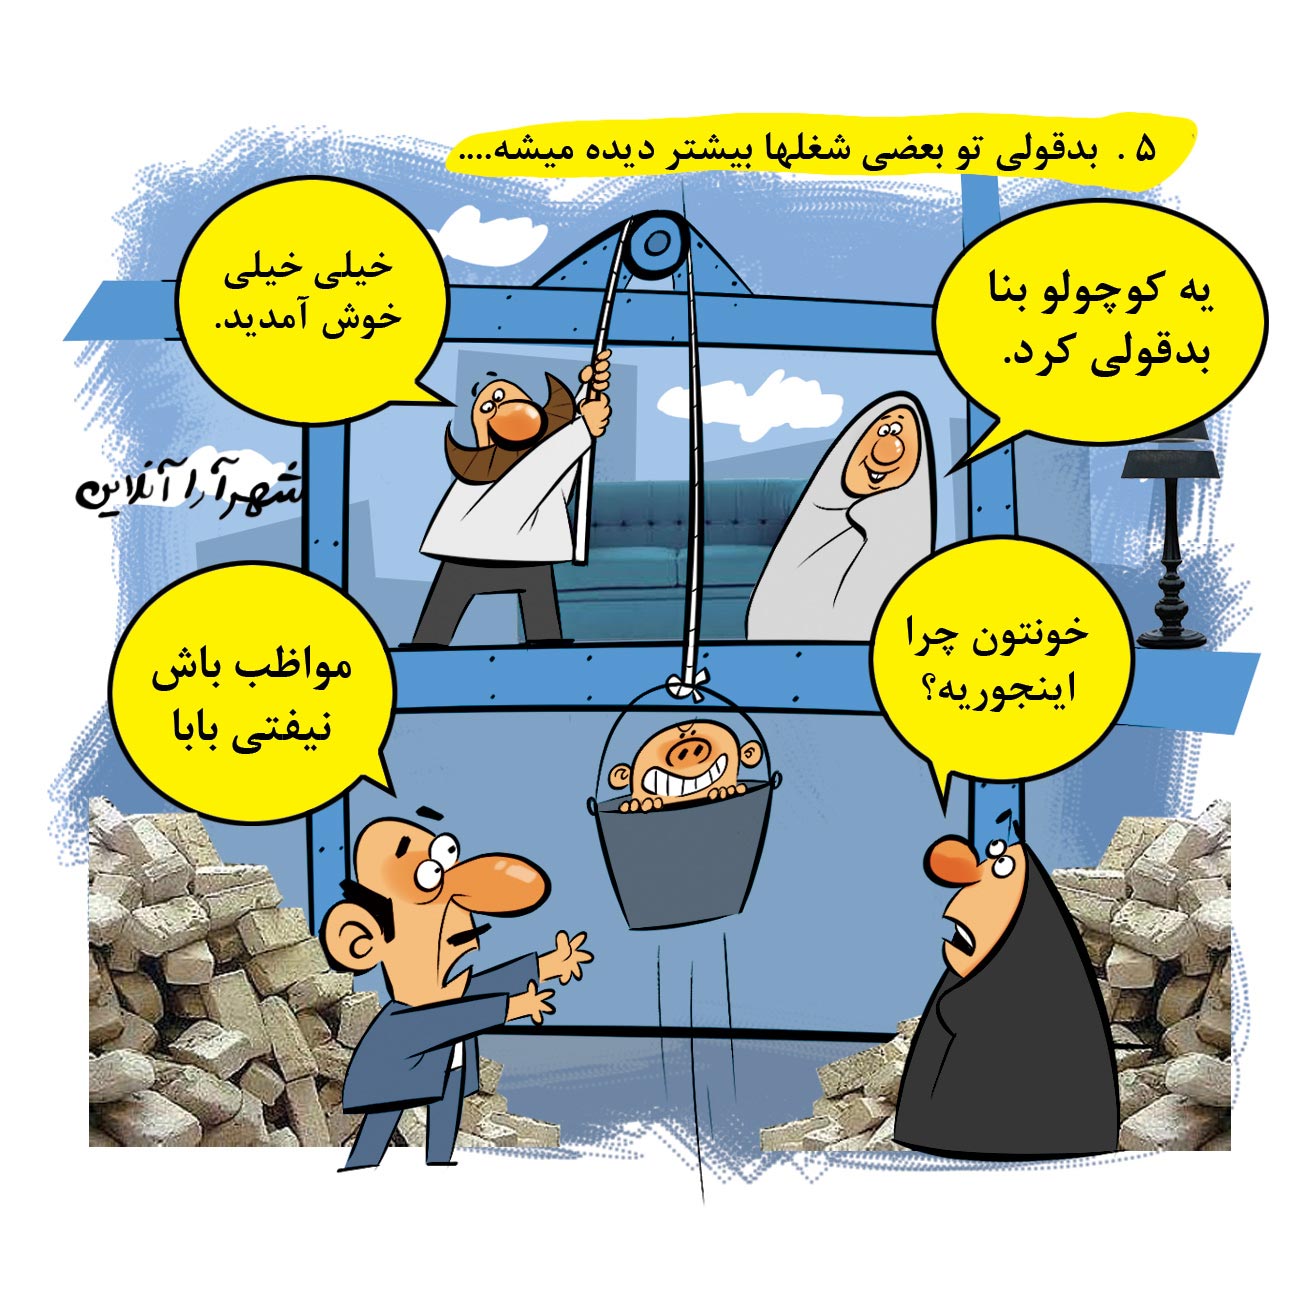 ۵ . بدقولی تو بعضی شغلها بیشتر دیده میشه....
یه کوچولو بنا
بدقولی کرد.
خیلی خیلی
خوش آمدید.
شهرآرا آنلاین
خونتون چرا
اینجوریه؟
مواظب باش
نیفتی بابا